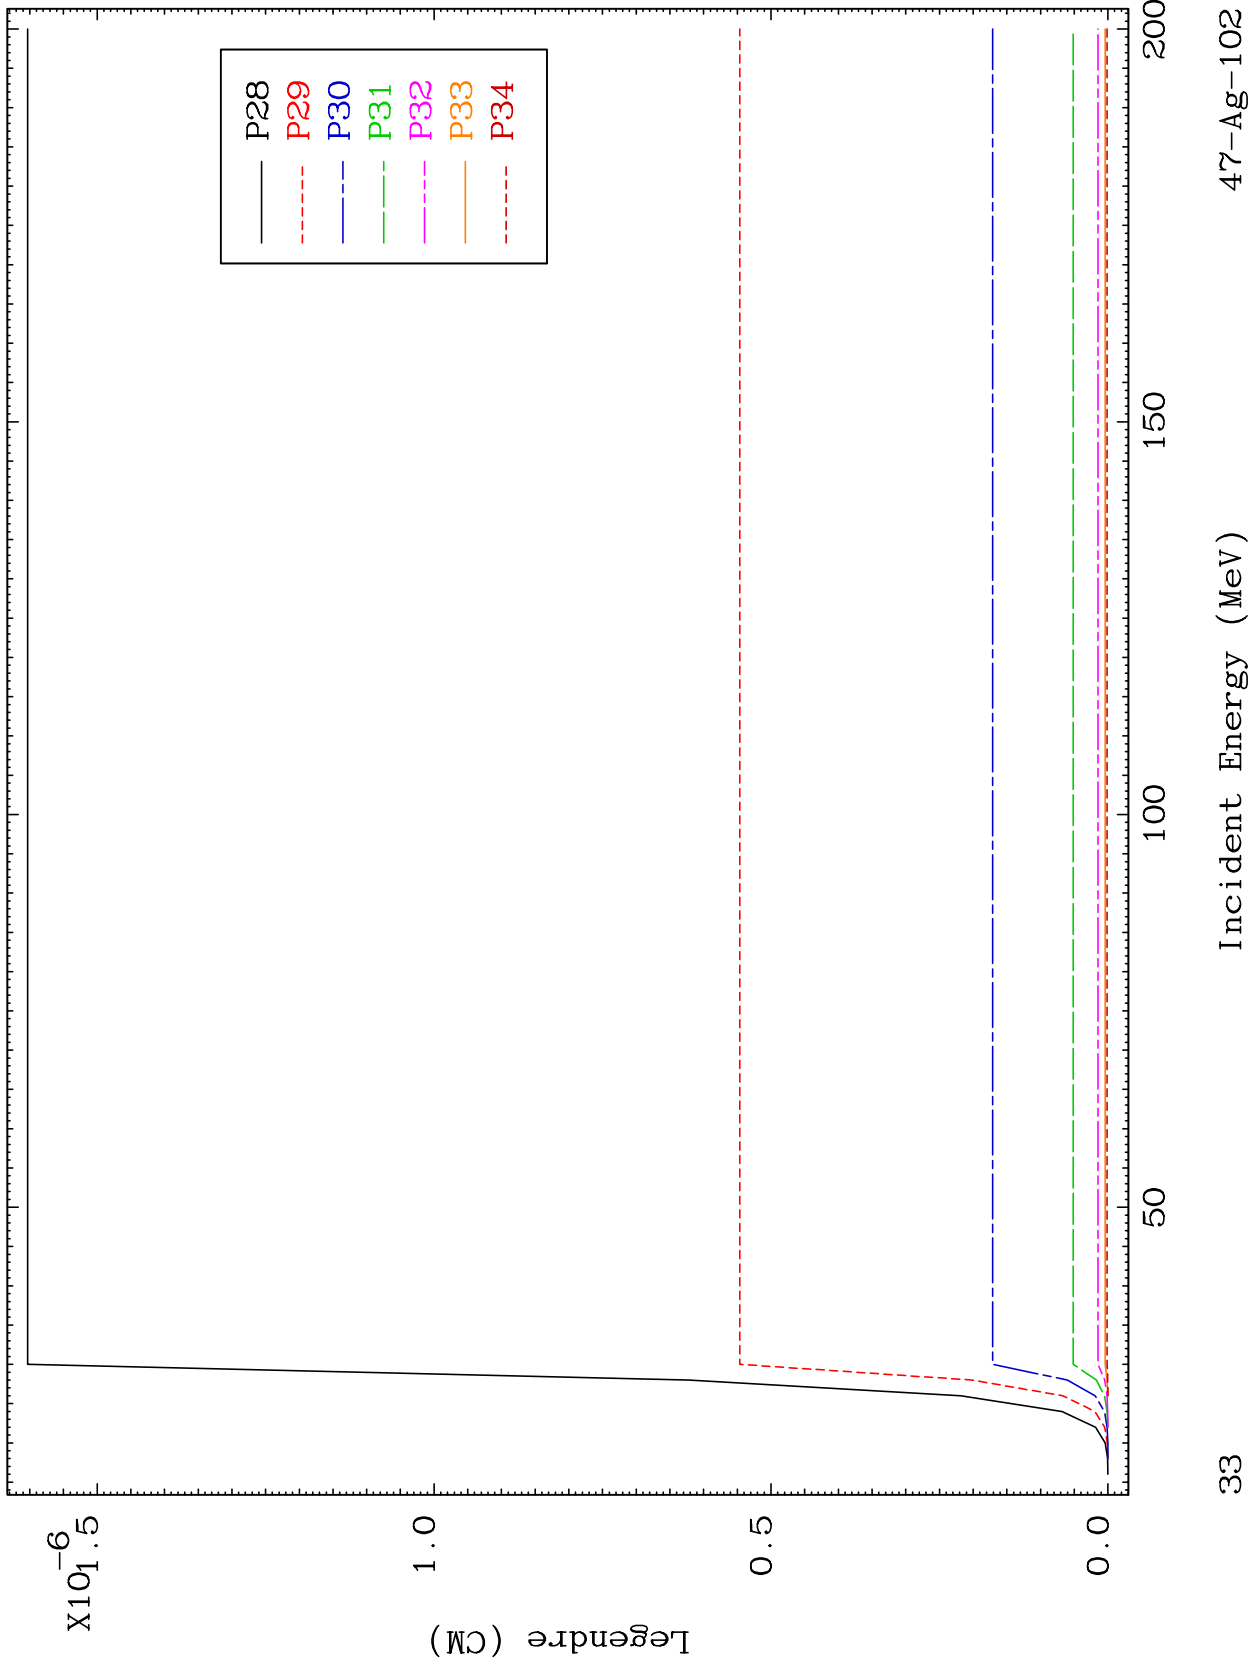 X10-6
1.5
1.0
0.5
0.0
Legendre (CM)
P28
P29
P30
P31
P32
P33
P34
50
100
150
200
Incident Energy (MeV)
33
47-Ag-102